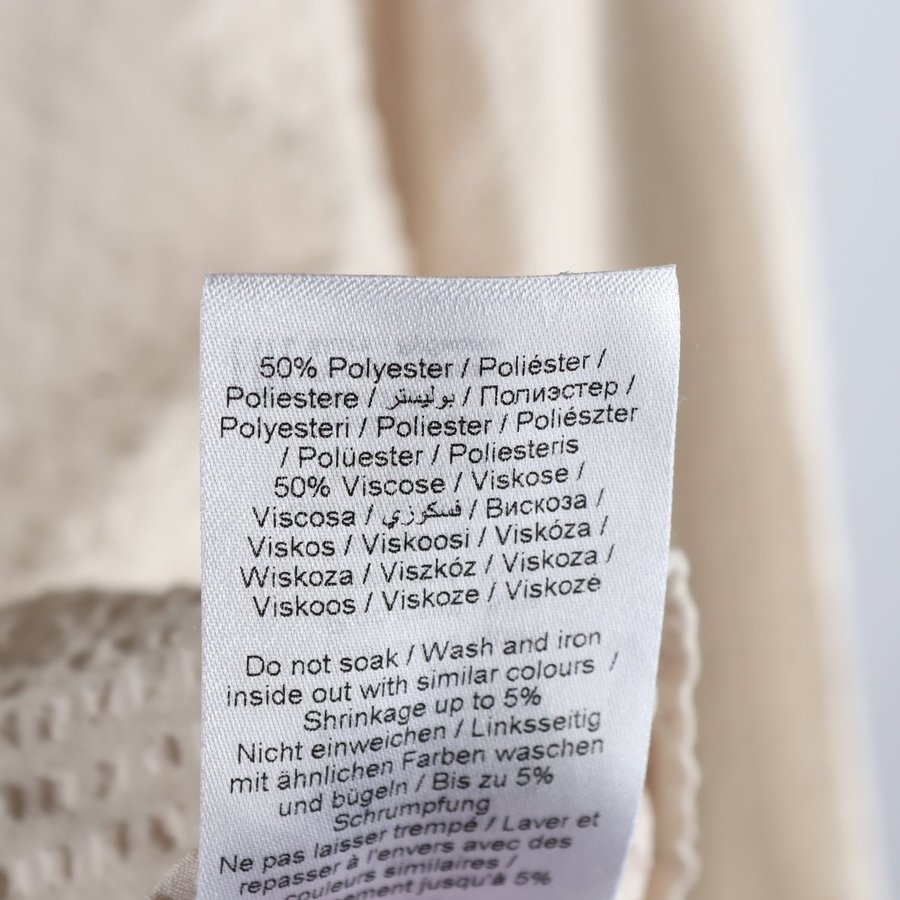 50% Polyester / Poliéster /
Poliestere / بوليستر / Полиэстер /
Polyesteri / Poliester / Poliészter
/ Polüester / Poliesteris
50% Viscose / Viskose /
Viscosa / فسكوزي / Вискоза /
Viskos / Viskoosi / Viskóza /
Wiskoza / Viszkóz / Viskoza /
Viskoos / Viskoze / Viskozė
Do not soak / Wash and iron
inside out with similar colours /
Shrinkage up to 5%
Nicht einweichen / Linksseitig
mit ähnlichen Farben waschen
und bügeln / Bis zu 5%
Schrumpfung
Ne pas laisser trempé / Laver et
repasser à l'envers avec des
couleurs similaires /
jusqu'à 5%